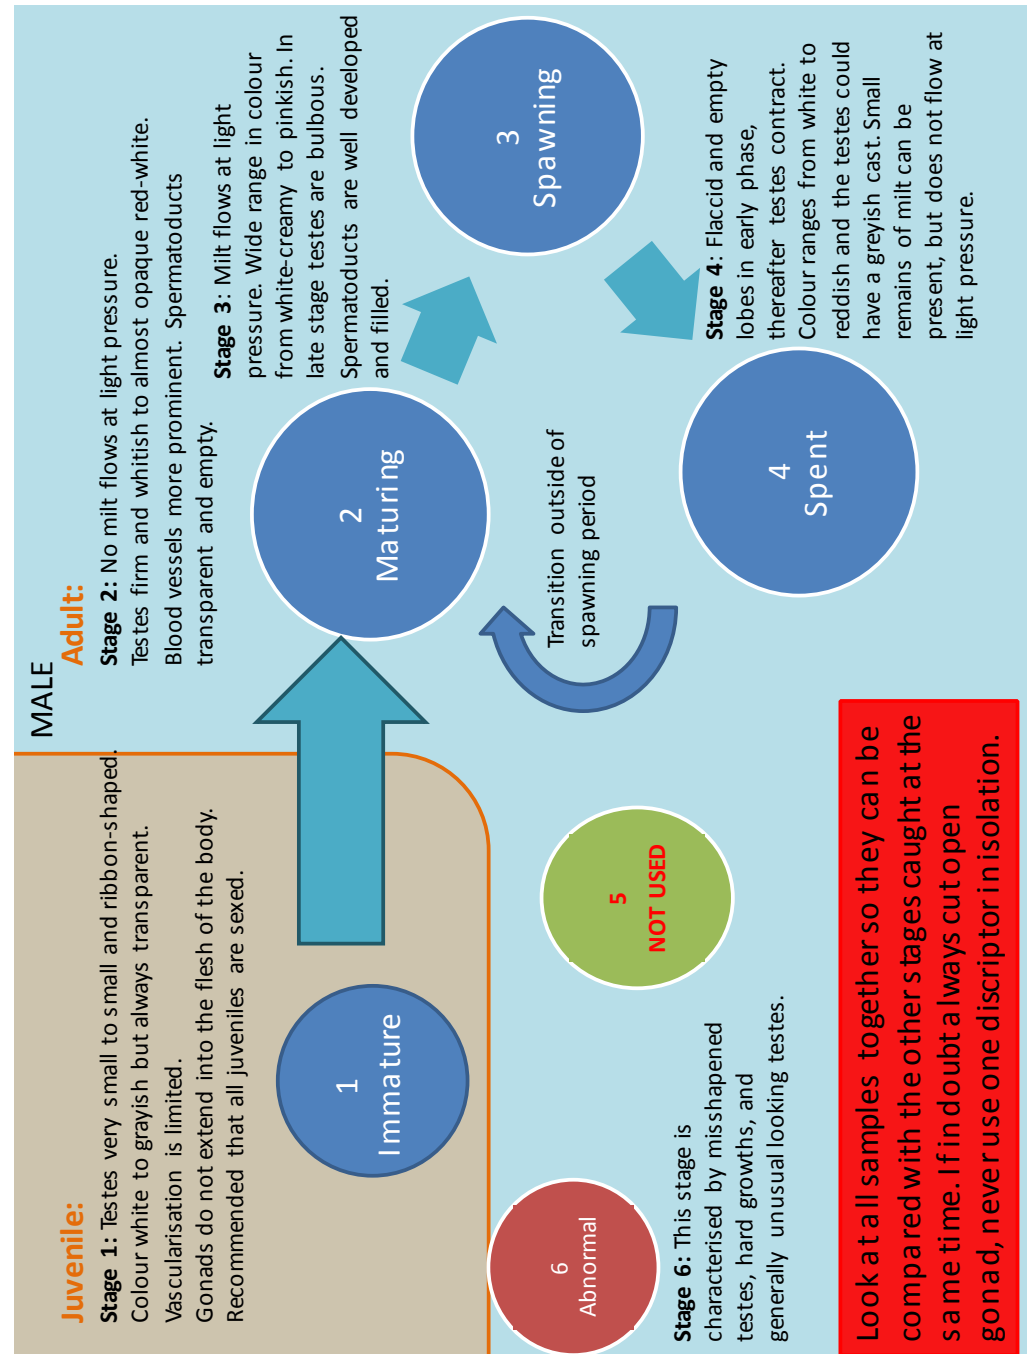 MALE
Juvenile:
Stage 1: Testes very small to small and ribbon-shaped.
Colour white to grayish but always transparent.
Vascularisation is limited.
Gonads do not extend into the flesh of the body.
Recommended that all juveniles are sexed.
1
Immature
Adult:
Stage 2: No milt flows at light pressure.
Testes firm and whitish to almost opaque red-white.
Blood vessels more prominent. Spermatoducts
transparent and empty.
2
Maturing
Stage 3: Milt flows at light
pressure. Wide range in colour
from white-creamy to pinkish. In
late stage testes are bulbous.
Spermatoducts are well developed
and filled.
3
Spawning
Transition outside of
spawning period
4
Spent
Stage 4: Flaccid and empty
lobes in early phase,
thereafter testes contract.
Colour ranges from white to
reddish and the testes could
have a greyish cast. Small
remains of milt can be
present, but does not flow at
light pressure.
5
NOT USED
6
Abnormal
Stage 6: This stage is
characterised by misshapened
testes, hard growths, and
generally unusual looking testes.
Look at all samples together so they can be
compared with the other stages caught at the
same time. If in doubt always cut open
gonad, never use one discriptor in isolation.